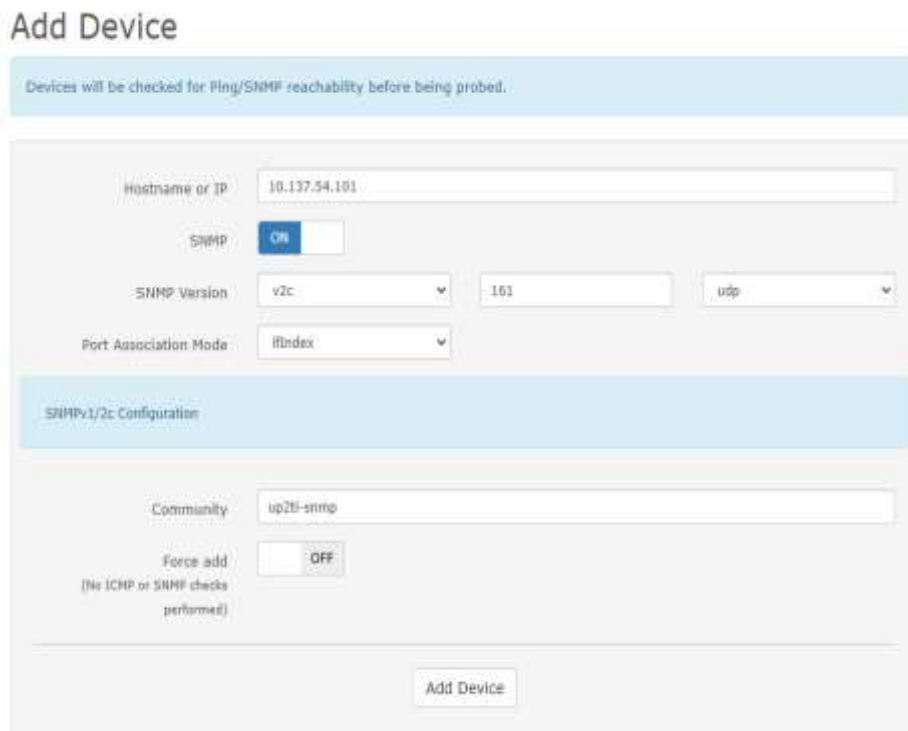 Add Device
Devices will be checked for Ping/SNMP reachability before being probed.
Hostname or IP 10.137.54.101
SNMP ON
SNMP Version v2c 161 udp
Port Association Mode ifIndex
SNMPv1/2c Configuration
Community up2ti-snmp
Force add OFF
(No ICMP or SNMP checks
performed)
Add Device